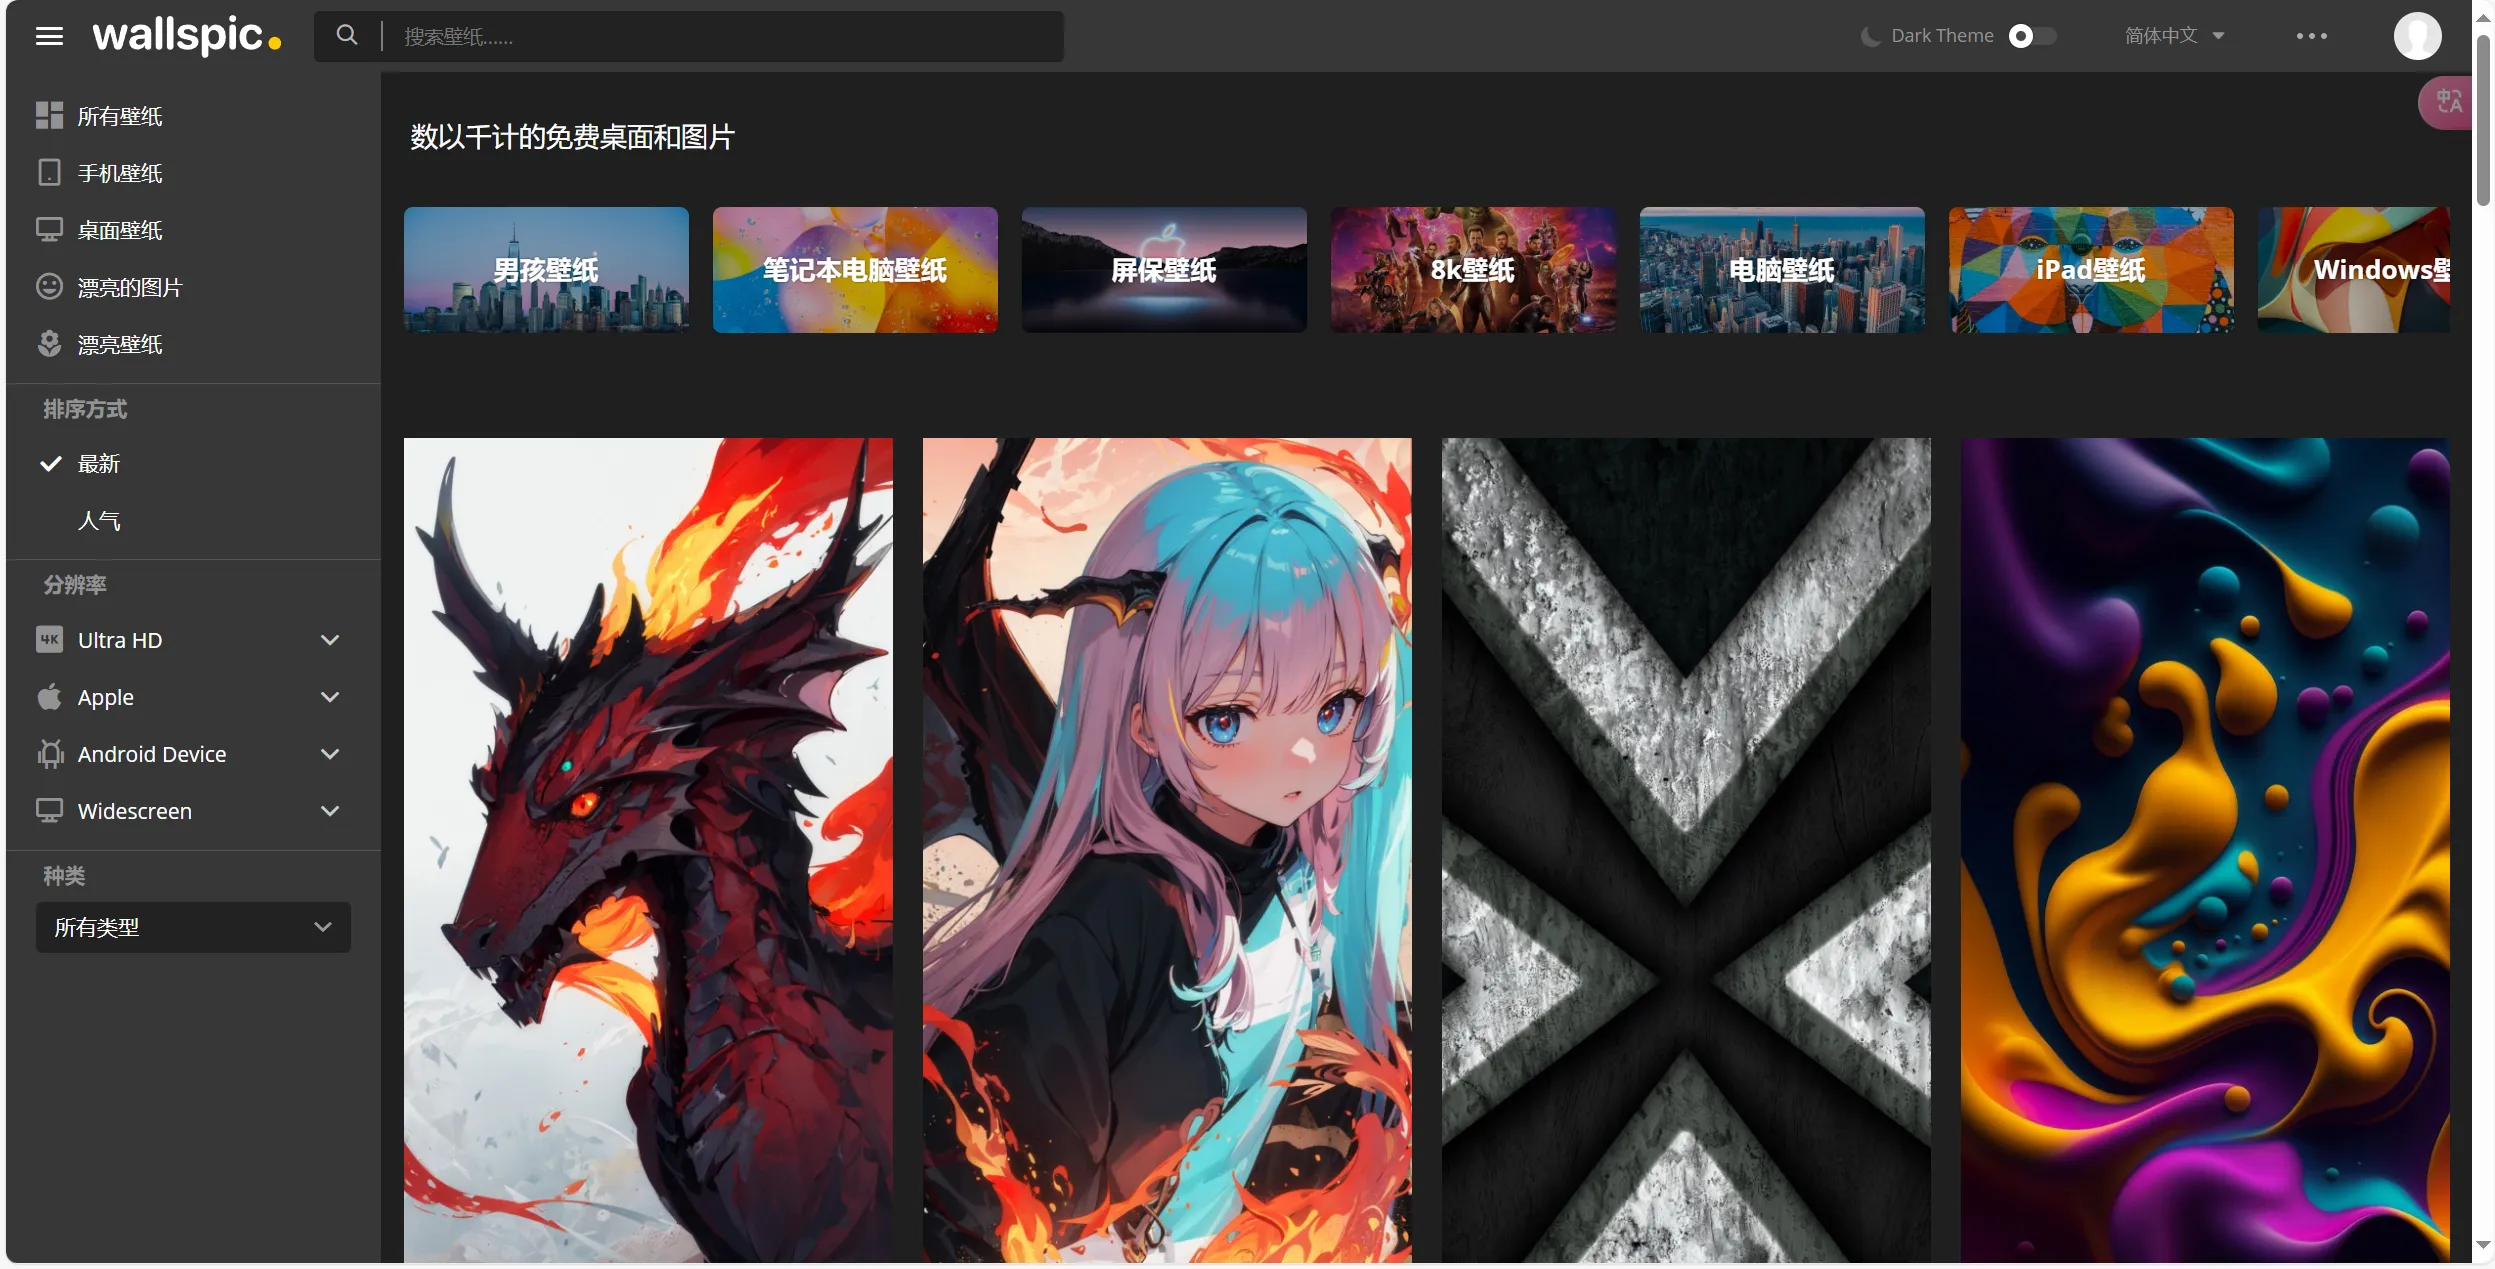 wallspic.
搜索壁纸......
Dark Theme
简体中文
所有壁纸
手机壁纸
桌面壁纸
漂亮的图片
漂亮壁纸
排序方式
最新
人气
分辨率
4K Ultra HD
Apple
Android Device
Widescreen
种类
所有类型
数以千计的免费桌面和图片
男孩壁纸
笔记本电脑壁纸
屏保壁纸
8k壁纸
电脑壁纸
iPad壁纸
Windows壁
中A